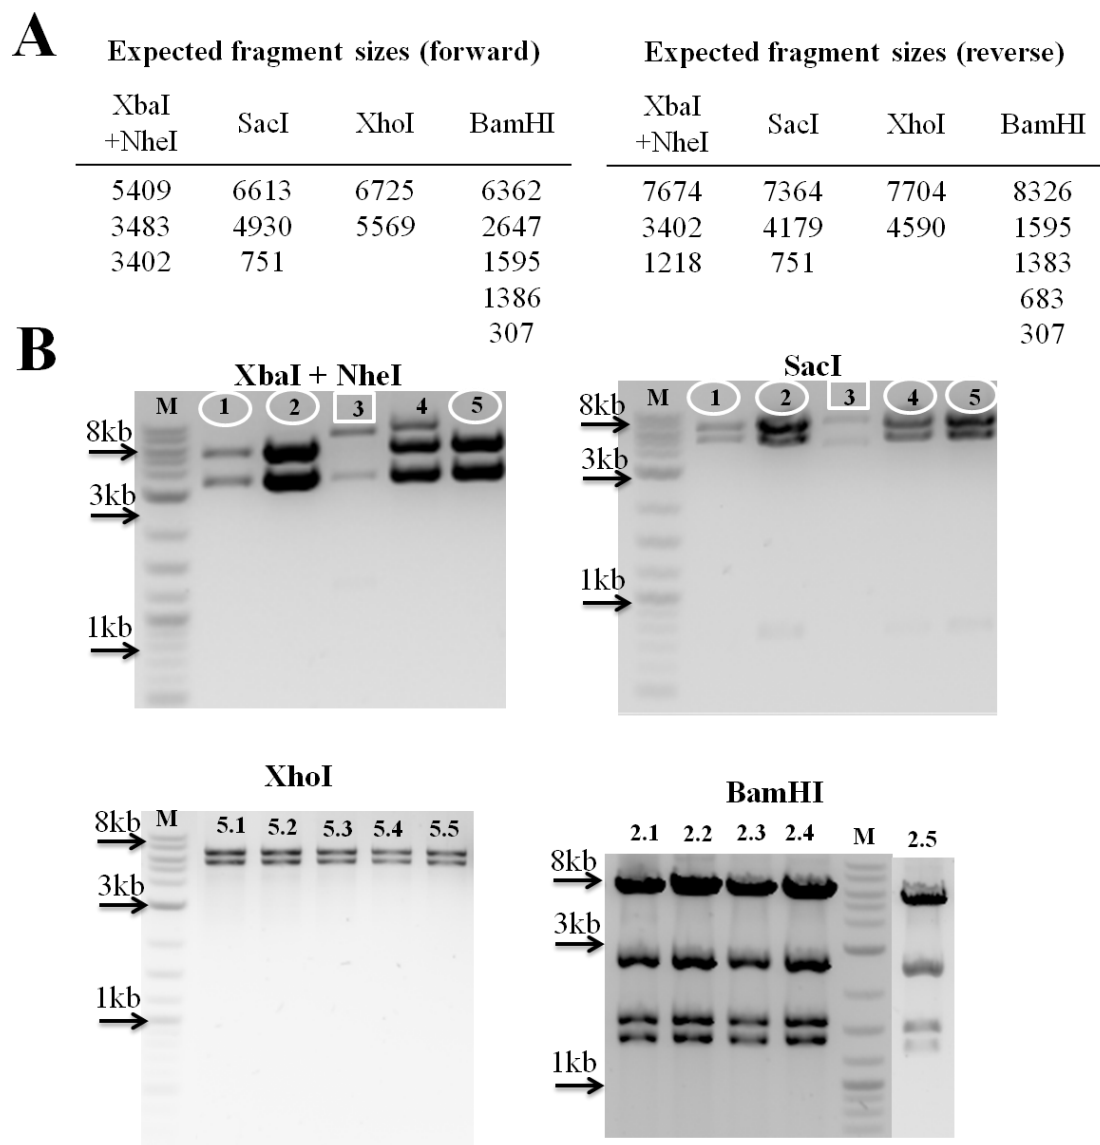 A
Expected fragment sizes (forward)
XbaI +NheI SacI XhoI BamHI
5409 6613 6725 6362
3483 4930 5569 2647
3402 751 1595
1386
307
Expected fragment sizes (reverse)
XbaI +NheI SacI XhoI BamHI
7674 7364 7704 8326
3402 4179 4590 1595
1218 751 1383
683
307
B
XbaI + NheI
M 1 2 3 4 5
8kb
3kb
1kb
SacI
M 1 2 3 4 5
8kb
3kb
1kb
XhoI
M 5.1 5.2 5.3 5.4 5.5
8kb
3kb
1kb
BamHI
2.1 2.2 2.3 2.4 M 2.5
8kb
3kb
1kb